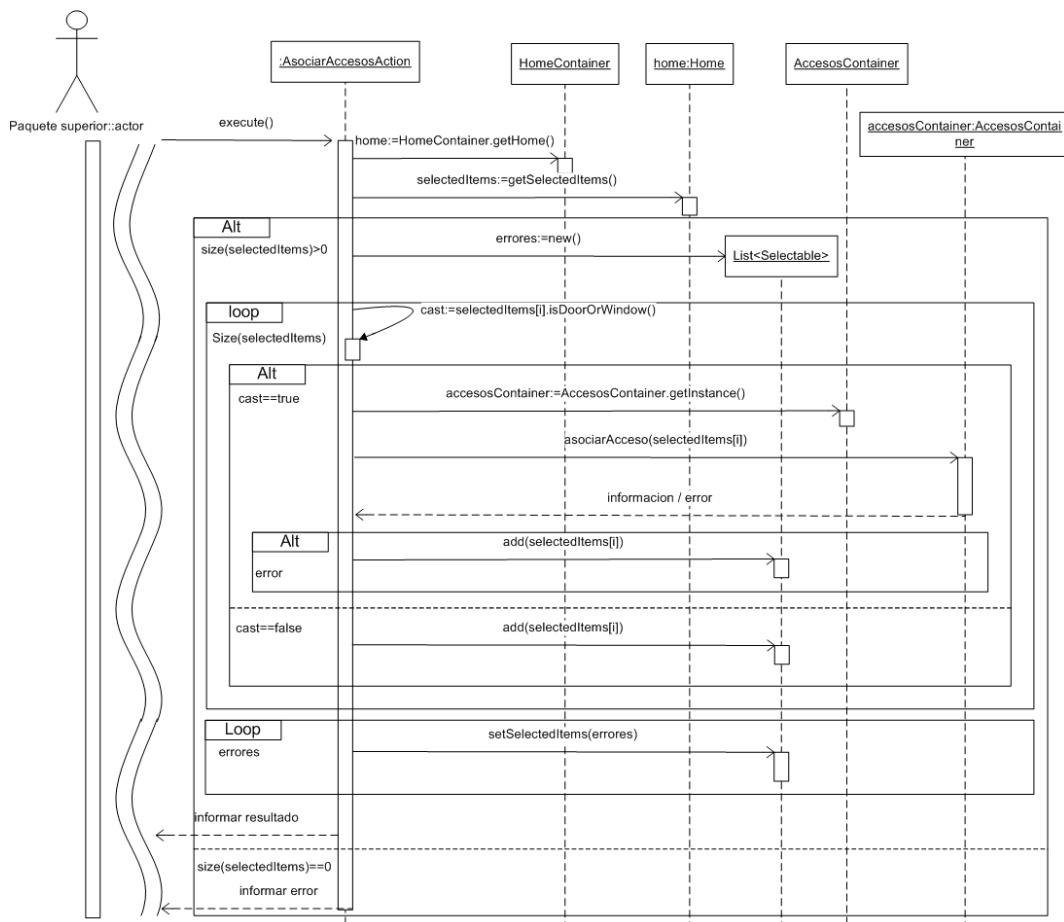 :AsociarAccesosAction
HomeContainer
home:Home
AccesosContainer
Paquete superior::actor
execute()
accesosContainer:AccesosContai
ner
home:=HomeContainer.getHome()
selectedItems:=getSelectedItems()
Alt
size(selectedItems)>0
errores:=new()
List<Selectable>
loop
Size(selectedItems)
cast:=selectedItems[i].isDoorOrWindow()
Alt
cast==true
accesosContainer:=AccesosContainer.getInstance()
asociarAcceso(selectedItems[i])
informacion / error
Alt
error
add(selectedItems[i])
cast==false
add(selectedItems[i])
Loop
errores
setSelectedItems(errores)
informar resultado
size(selectedItems)==0
informar error